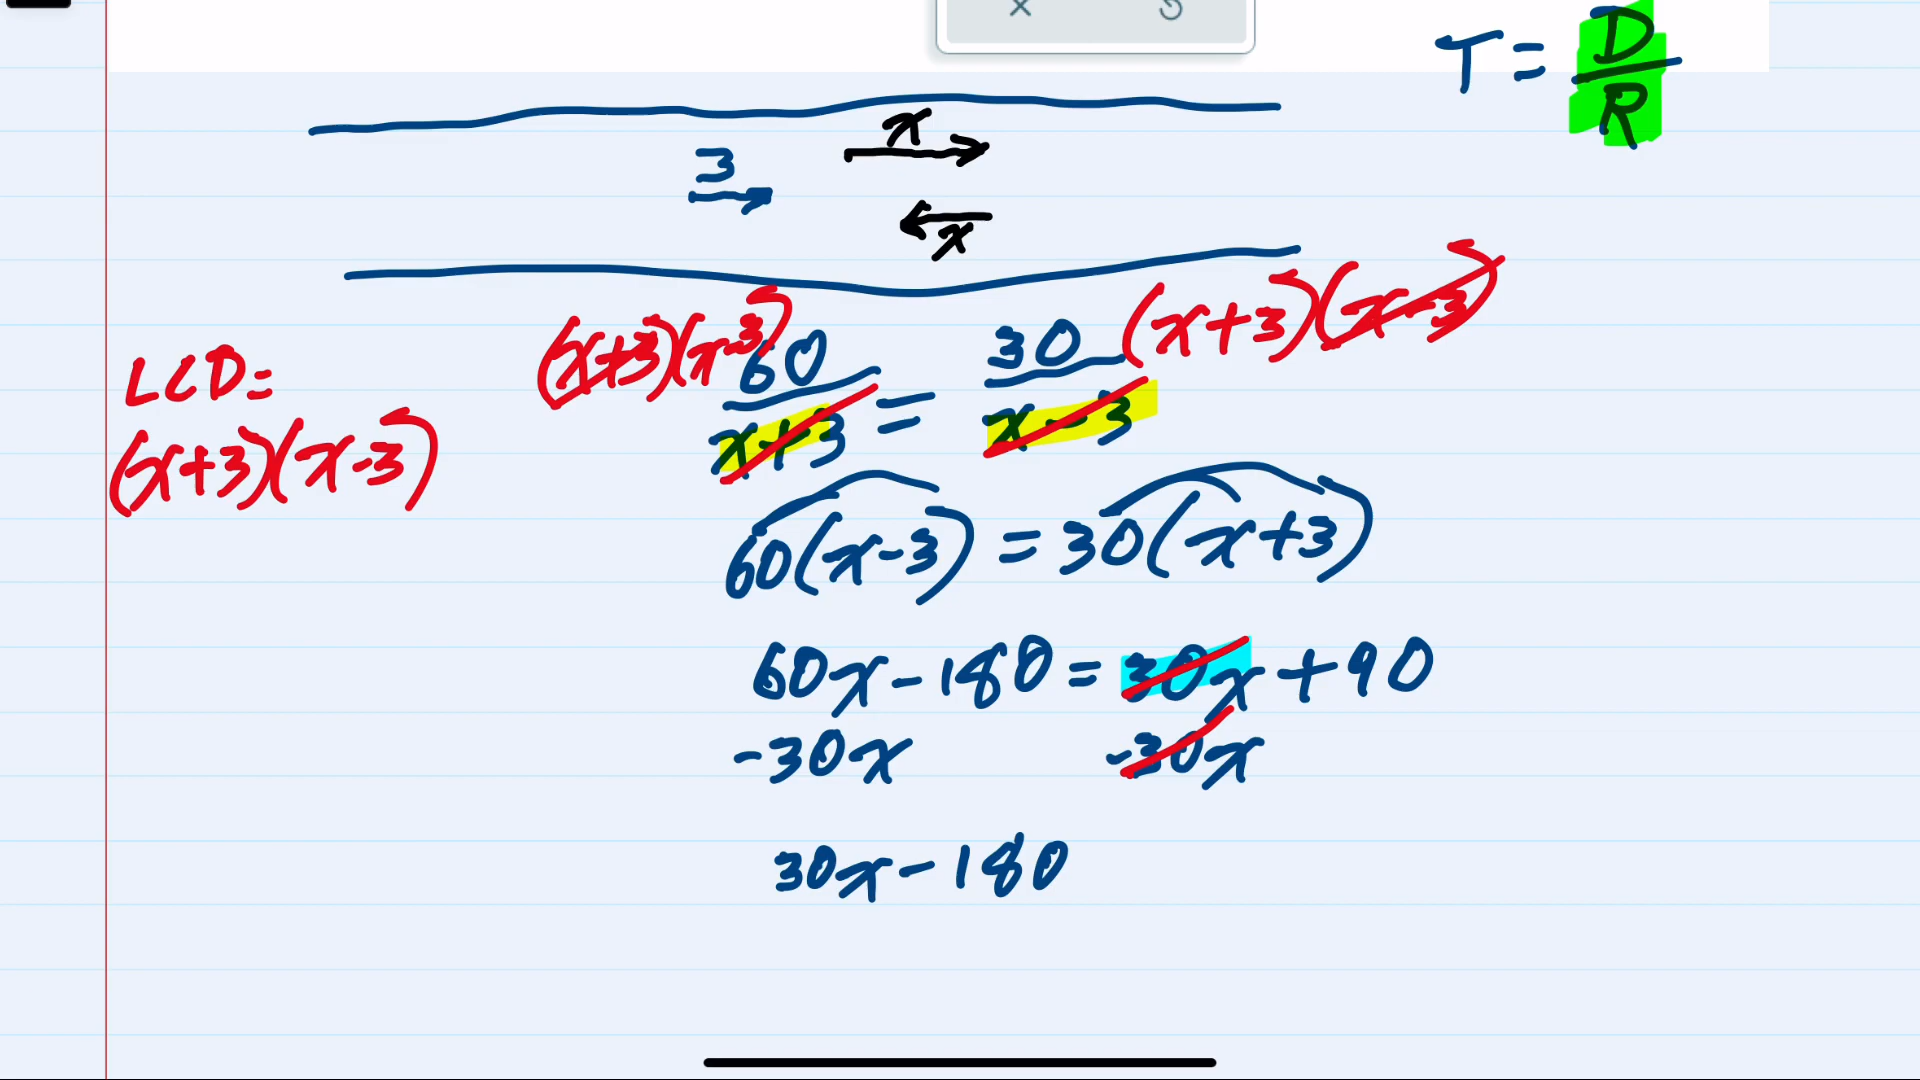 T = D/R
x
3
x
LCD=
(x+3)(x-3)
(x+3)(x-3) 60/(x+3) = 30/(x-3) (x+3)(x-3)
60(x-3) = 30(x+3)
60x-180=30x+90
-30x -30x
30x-180